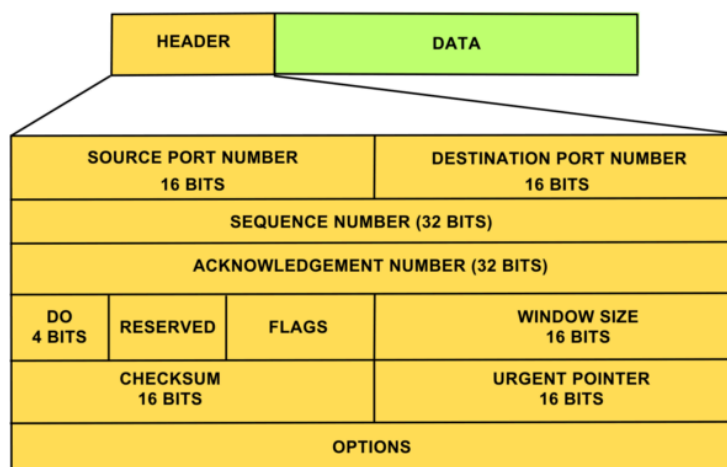 HEADER
DATA
SOURCE PORT NUMBER
16 BITS
DESTINATION PORT NUMBER
16 BITS
SEQUENCE NUMBER (32 BITS)
ACKNOWLEDGEMENT NUMBER (32 BITS)
DO
4 BITS
RESERVED
FLAGS
WINDOW SIZE
16 BITS
CHECKSUM
16 BITS
URGENT POINTER
16 BITS
OPTIONS